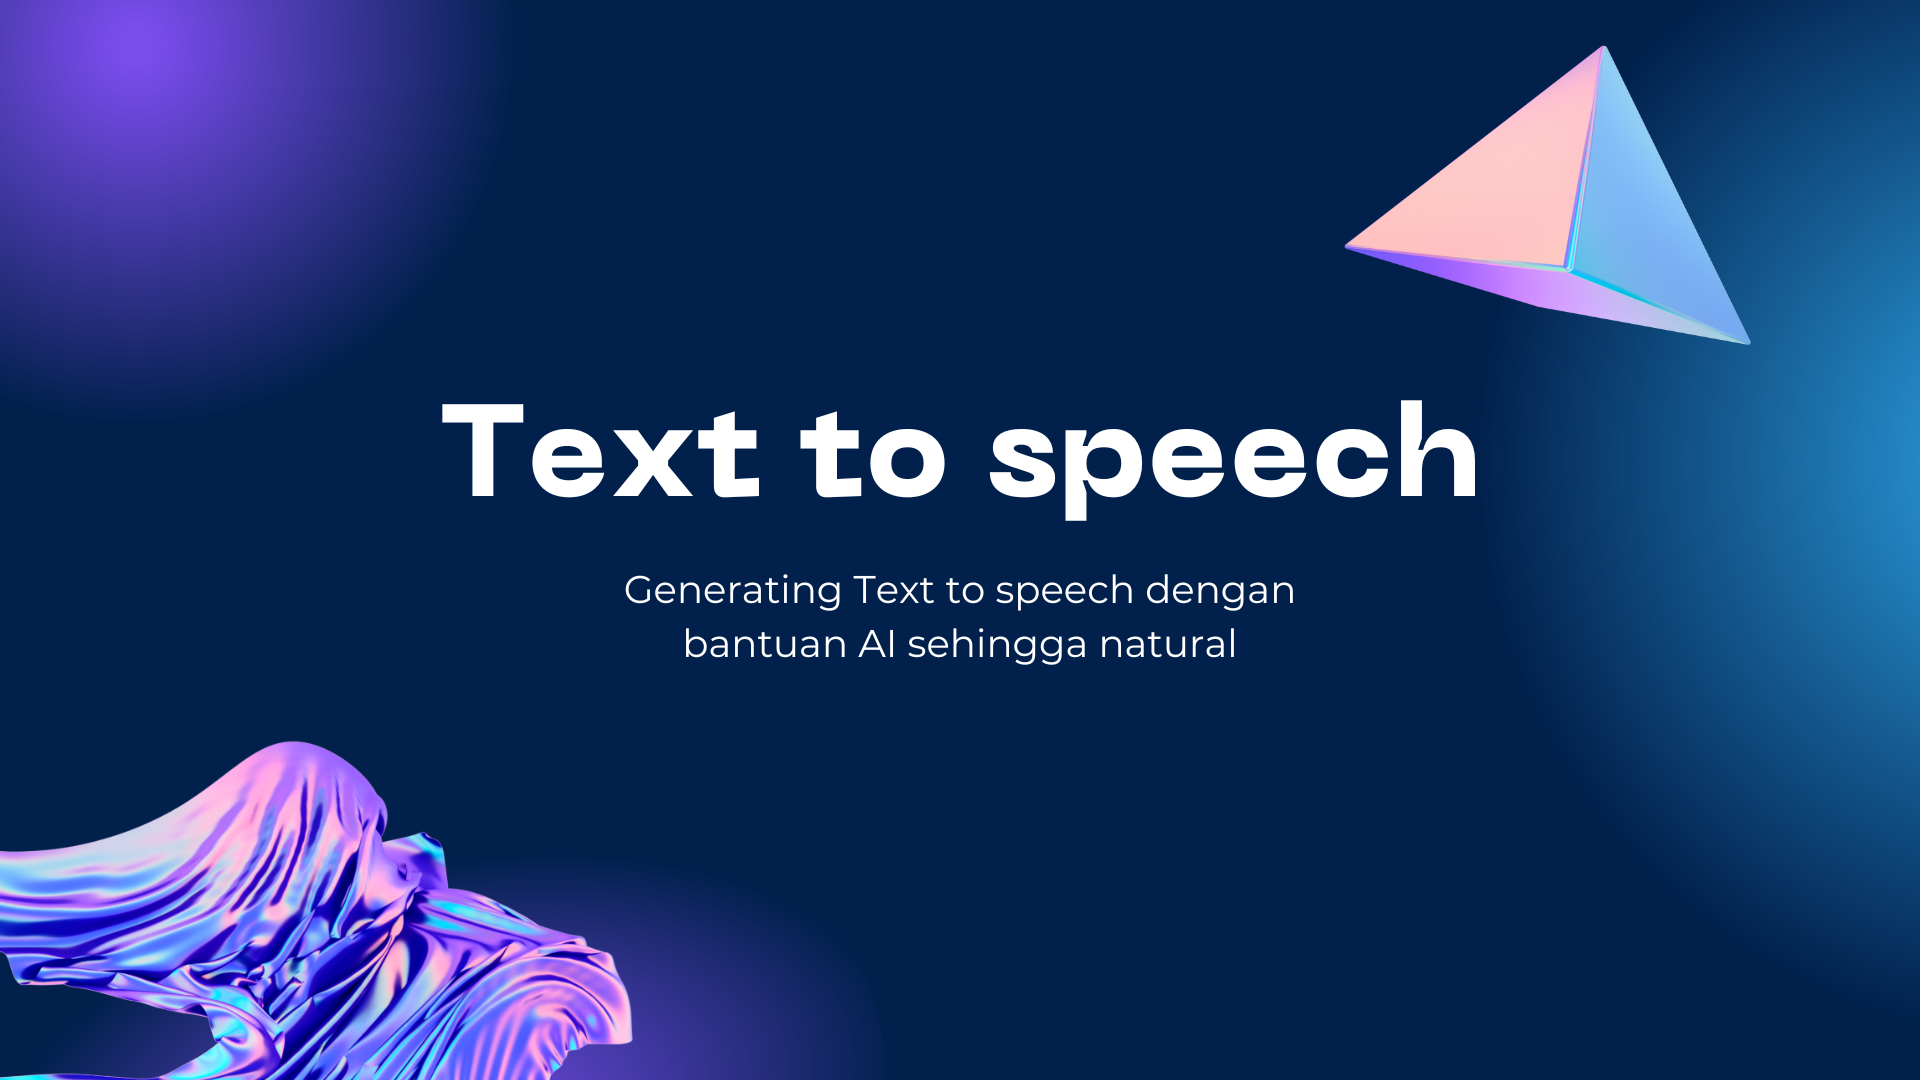 Text to speech
Generating Text to speech dengan
bantuan AI sehingga natural